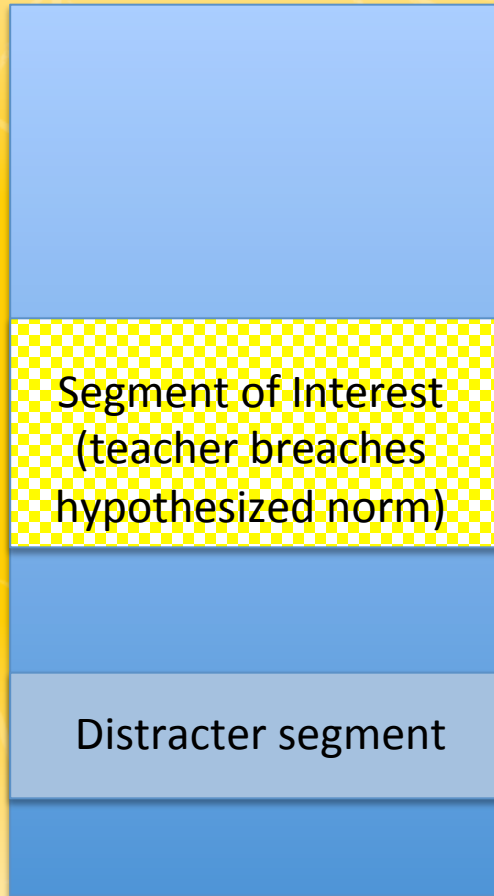 Segment of Interest
(teacher breaches
hypothesized norm)
Distracter segment